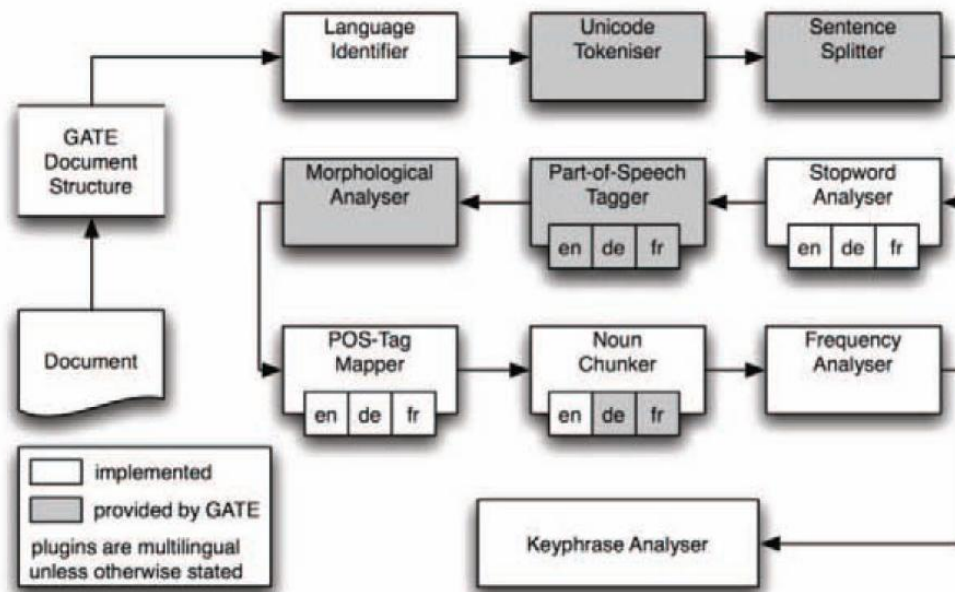 Language
Identifier
Unicode
Tokeniser
Sentence
Splitter
GATE
Document
Structure
Morphological
Analyser
Part-of-Speech
Tagger
en de fr
Stopword
Analyser
en de fr
Document
POS-Tag
Mapper
en de fr
Noun
Chunker
en de fr
Frequency
Analyser
implemented
provided by GATE
plugins are multilingual
unless otherwise stated
Keyphrase Analyser